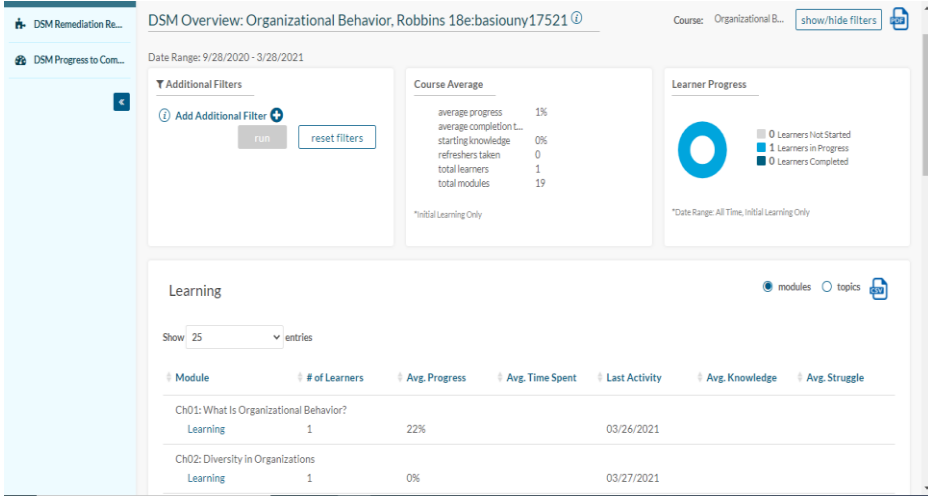 DSM Remediation Re...
DSM Progress to Com...
DSM Overview: Organizational Behavior, Robbins 18e:basiouny17521
Course: Organizational B...
show/hide filters
PDF
Date Range: 9/28/2020 - 3/28/2021
Additional Filters
Add Additional Filter
run
reset filters
Course Average
average progress 1%
average completion t...
starting knowledge 0%
refreshers taken 0
total learners 1
total modules 19
*Initial Learning Only
Learner Progress
0 Learners Not Started
1 Learners in Progress
0 Learners Completed
*Date Range: All Time, Initial Learning Only
Learning
modules topics
CSV
Show 25 entries
Module # of Learners Avg. Progress Avg. Time Spent Last Activity Avg. Knowledge Avg. Struggle
Ch01: What Is Organizational Behavior?
Learning 1 22% 03/26/2021
Ch02: Diversity in Organizations
Learning 1 0% 03/27/2021